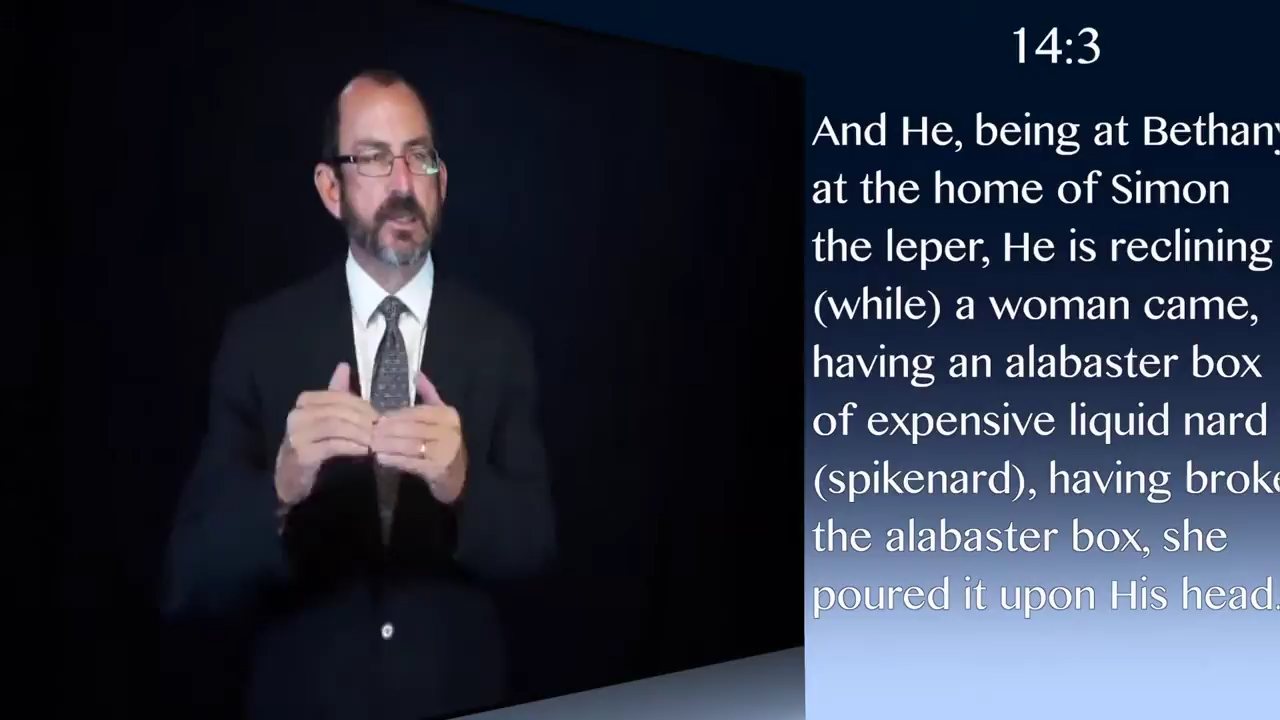 14:3
And He, being at Bethany
at the home of Simon
the leper, He is reclining
(while) a woman came,
having an alabaster box
of expensive liquid nard
(spikenard), having broke
the alabaster box, she
poured it upon His head.